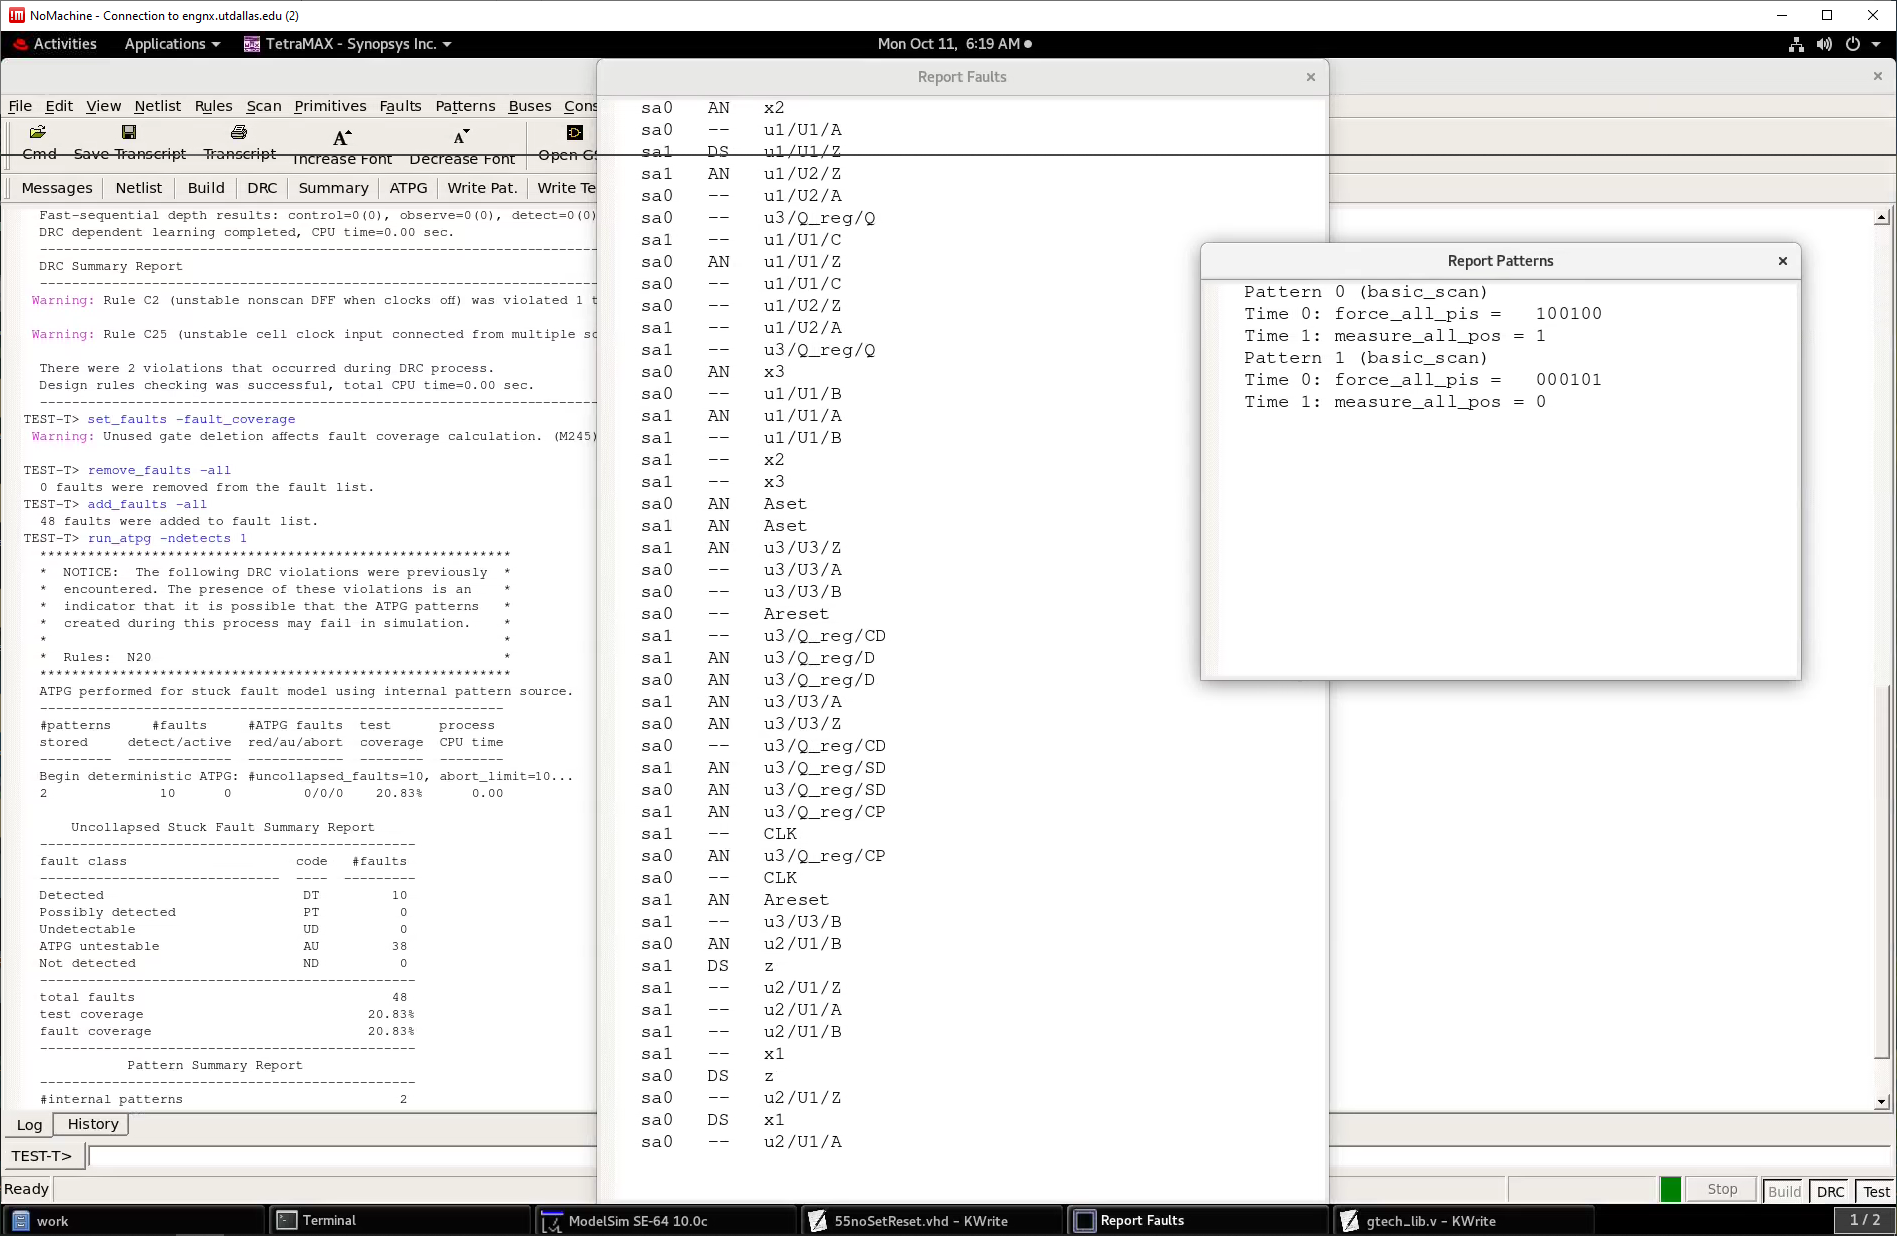 NoMachine - Connection to engnx.utdallas.edu (2)
Activities Applications TetraMAX - Synopsys Inc. Mon Oct 11, 6:19 AM
Report Faults
File Edit View Netlist Rules Scan Primitives Faults Patterns Buses Cons
Cmd Save Transcript Transcript Increase Font Decrease Font Open GS
Messages Netlist Build DRC Summary ATPG Write Pat. Write Te
Fast-sequential depth results: control=0(0), observe=0(0), detect=0(0)
DRC dependent learning completed, CPU time=0.00 sec.
------------------------------------------------------------------------
DRC Summary Report
------------------------------------------------------------------------
Warning: Rule C2 (unstable nonscan DFF when clocks off) was violated 1 t
Warning: Rule C25 (unstable cell clock input connected from multiple so
There were 2 violations that occurred during DRC process.
Design rules checking was successful, total CPU time=0.00 sec.
------------------------------------------------------------------------
TEST-T> set_faults -fault_coverage
Warning: Unused gate deletion affects fault coverage calculation. (M245)
TEST-T> remove_faults -all
0 faults were removed from the fault list.
TEST-T> add_faults -all
48 faults were added to fault list.
TEST-T> run_atpg -ndetects 1
***********************************************************
* NOTICE: The following DRC violations were previously *
* encountered. The presence of these violations is an *
* indicator that it is possible that the ATPG patterns *
* created during this process may fail in simulation. *
* *
* Rules: N20 *
***********************************************************
ATPG performed for stuck fault model using internal pattern source.
----------------------------------------------------------
#patterns #faults #ATPG faults test process
stored detect/active red/au/abort coverage CPU time
--------- ------------- ------------ -------- --------
Begin deterministic ATPG: #uncollapsed_faults=10, abort_limit=10...
2 10 0 0/0/0 20.83% 0.00
Uncollapsed Stuck Fault Summary Report
-----------------------------------------------
fault class code #faults
------------------------------ ---- ---------
Detected DT 10
Possibly detected PT 0
Undetectable UD 0
ATPG untestable AU 38
Not detected ND 0
-----------------------------------------------
total faults 48
test coverage 20.83%
fault coverage 20.83%
-----------------------------------------------
Pattern Summary Report
-----------------------------------------------
#internal patterns 2
sa0 AN x2
sa0 -- u1/U1/A
sa1 DS u1/U1/Z
sa1 AN u1/U2/Z
sa0 -- u1/U2/A
sa0 -- u3/Q_reg/Q
sa1 -- u1/U1/C
sa0 AN u1/U1/Z
sa0 -- u1/U1/C
sa0 -- u1/U2/Z
sa1 -- u1/U2/A
sa1 -- u3/Q_reg/Q
sa0 AN x3
sa0 -- u1/U1/B
sa1 AN u1/U1/A
sa1 -- u1/U1/B
sa1 -- x2
sa1 -- x3
sa0 AN Aset
sa1 AN Aset
sa1 AN u3/U3/Z
sa0 -- u3/U3/A
sa0 -- u3/U3/B
sa0 -- Areset
sa1 -- u3/Q_reg/CD
sa1 AN u3/Q_reg/D
sa0 AN u3/Q_reg/D
sa1 AN u3/U3/A
sa0 AN u3/U3/Z
sa0 -- u3/Q_reg/CD
sa1 AN u3/Q_reg/SD
sa0 AN u3/Q_reg/SD
sa1 AN u3/Q_reg/CP
sa1 -- CLK
sa0 AN u3/Q_reg/CP
sa0 -- CLK
sa1 AN Areset
sa1 -- u3/U3/B
sa0 AN u2/U1/B
sa1 DS z
sa1 -- u2/U1/Z
sa1 -- u2/U1/A
sa1 -- u2/U1/B
sa1 -- x1
sa0 DS z
sa0 -- u2/U1/Z
sa0 DS x1
sa0 -- u2/U1/A
Report Patterns
Pattern 0 (basic_scan)
Time 0: force_all_pis = 100100
Time 1: measure_all_pos = 1
Pattern 1 (basic_scan)
Time 0: force_all_pis = 000101
Time 1: measure_all_pos = 0
Log History
TEST-T>
Ready Stop Build DRC Test
work Terminal ModelSim SE-64 10.0c 55noSetReset.vhd - KWrite Report Faults gtech_lib.v - KWrite 1 / 2